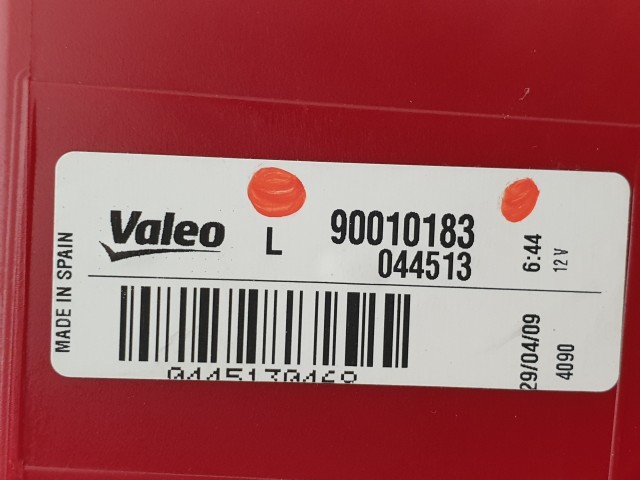 MADE IN SPAIN
Valeo L 90010183
044513
6:44
12 V
29/04/09
4090